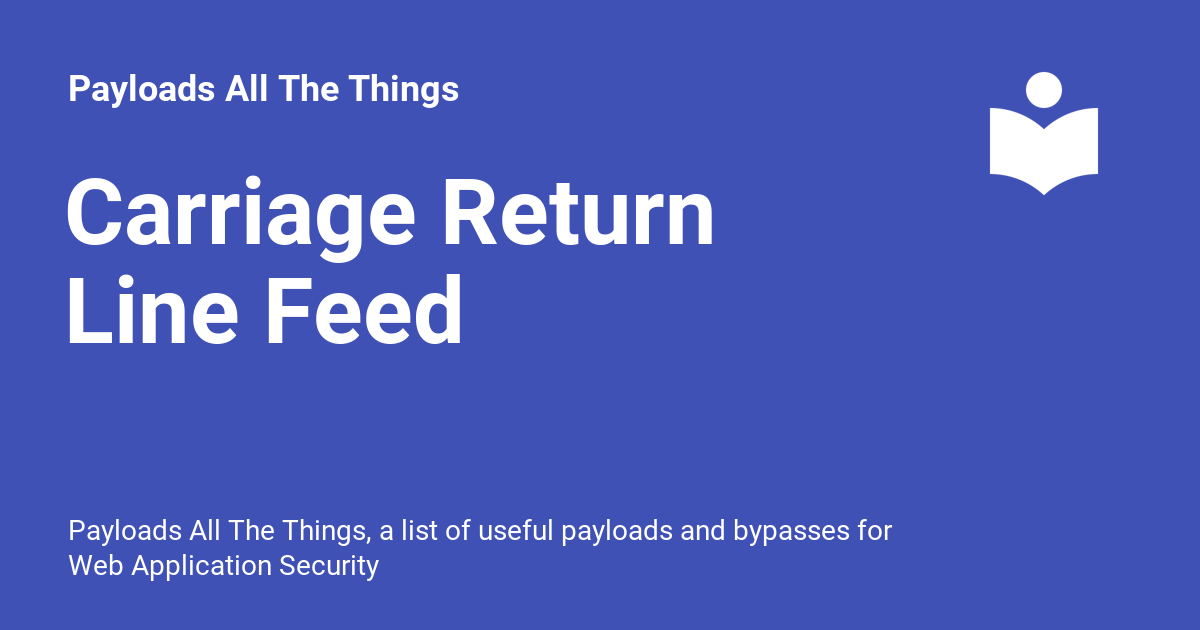 Payloads All The Things
Carriage Return
Line Feed
Payloads All The Things, a list of useful payloads and bypasses for
Web Application Security